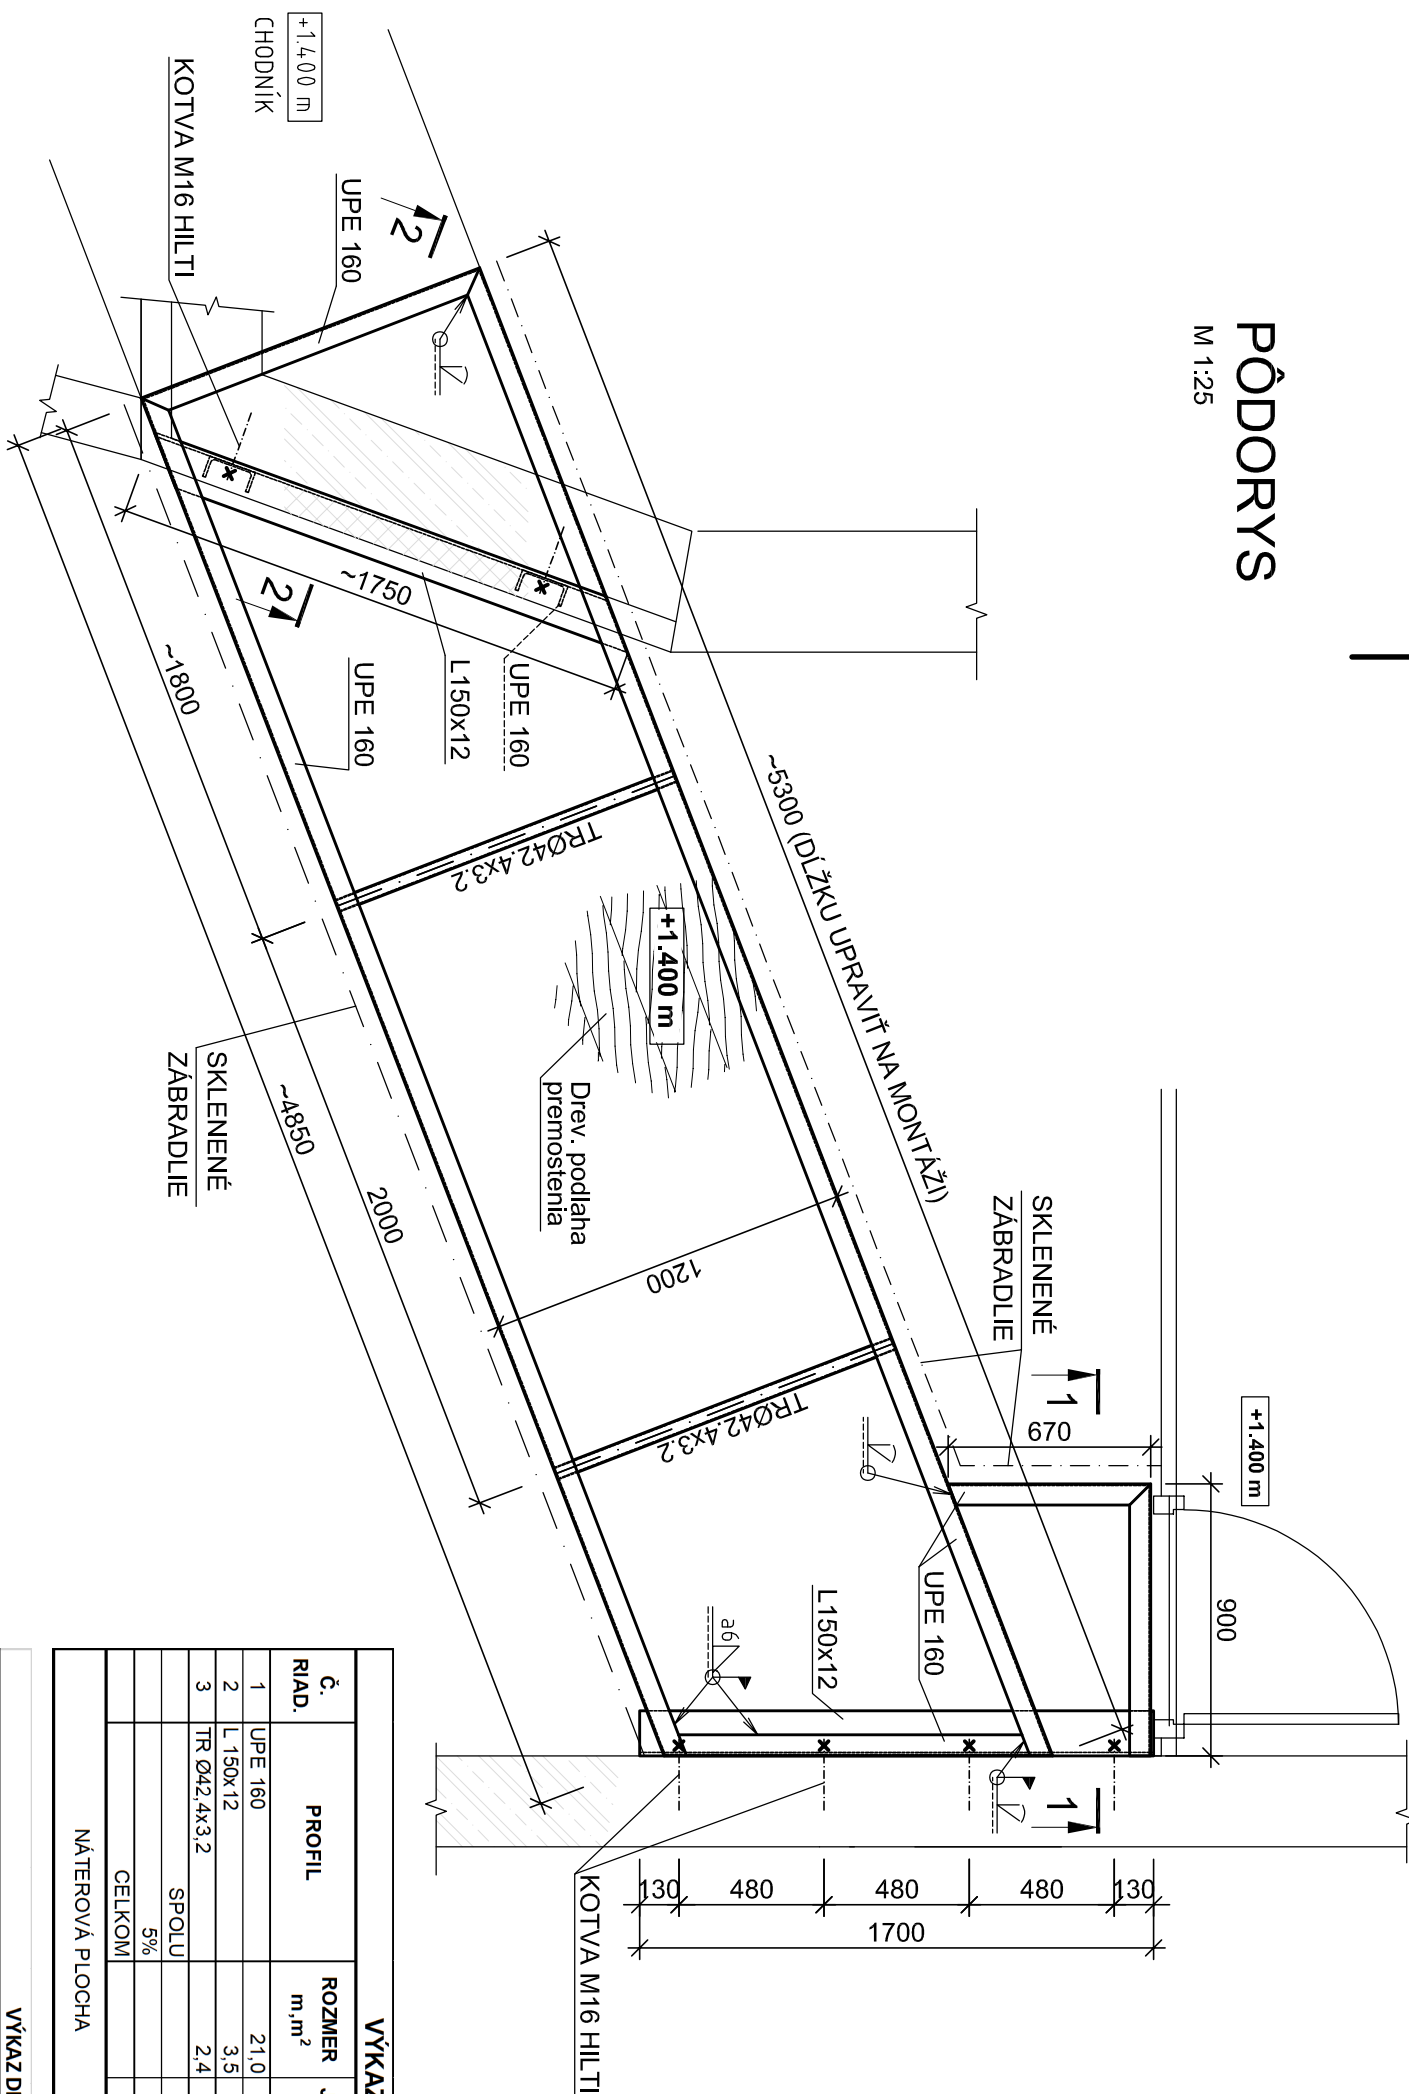 PÔDORYS
M 1:25
+1.400 m
CHODNÍK
KOTVA M16 HILTI
UPE 160
2
2
~1750
UPE 160
L150x12
UPE 160
~1800
~5300 (DĹŽKU UPRAVIŤ NA MONTÁŽI)
TRØ42.4x3.2
+1.400 m
Drev. podlaha
premostenia
SKLENENÉ
ZÁBRADLIE
~4850
2000
1200
TRØ42.4x3.2
SKLENENÉ
ZÁBRADLIE
1
670
+1.400 m
900
UPE 160
L150x12
a6
1
130
480
480
480
130
1700
KOTVA M16 HILTI
Č.
RIAD.
PROFIL
ROZMER
m,m²
1 UPE 160 21,0
2 L 150x12 3,5
3 TR Ø42,4x3,2 2,4
SPOLU
5%
CELKOM
NÁTEROVÁ PLOCHA